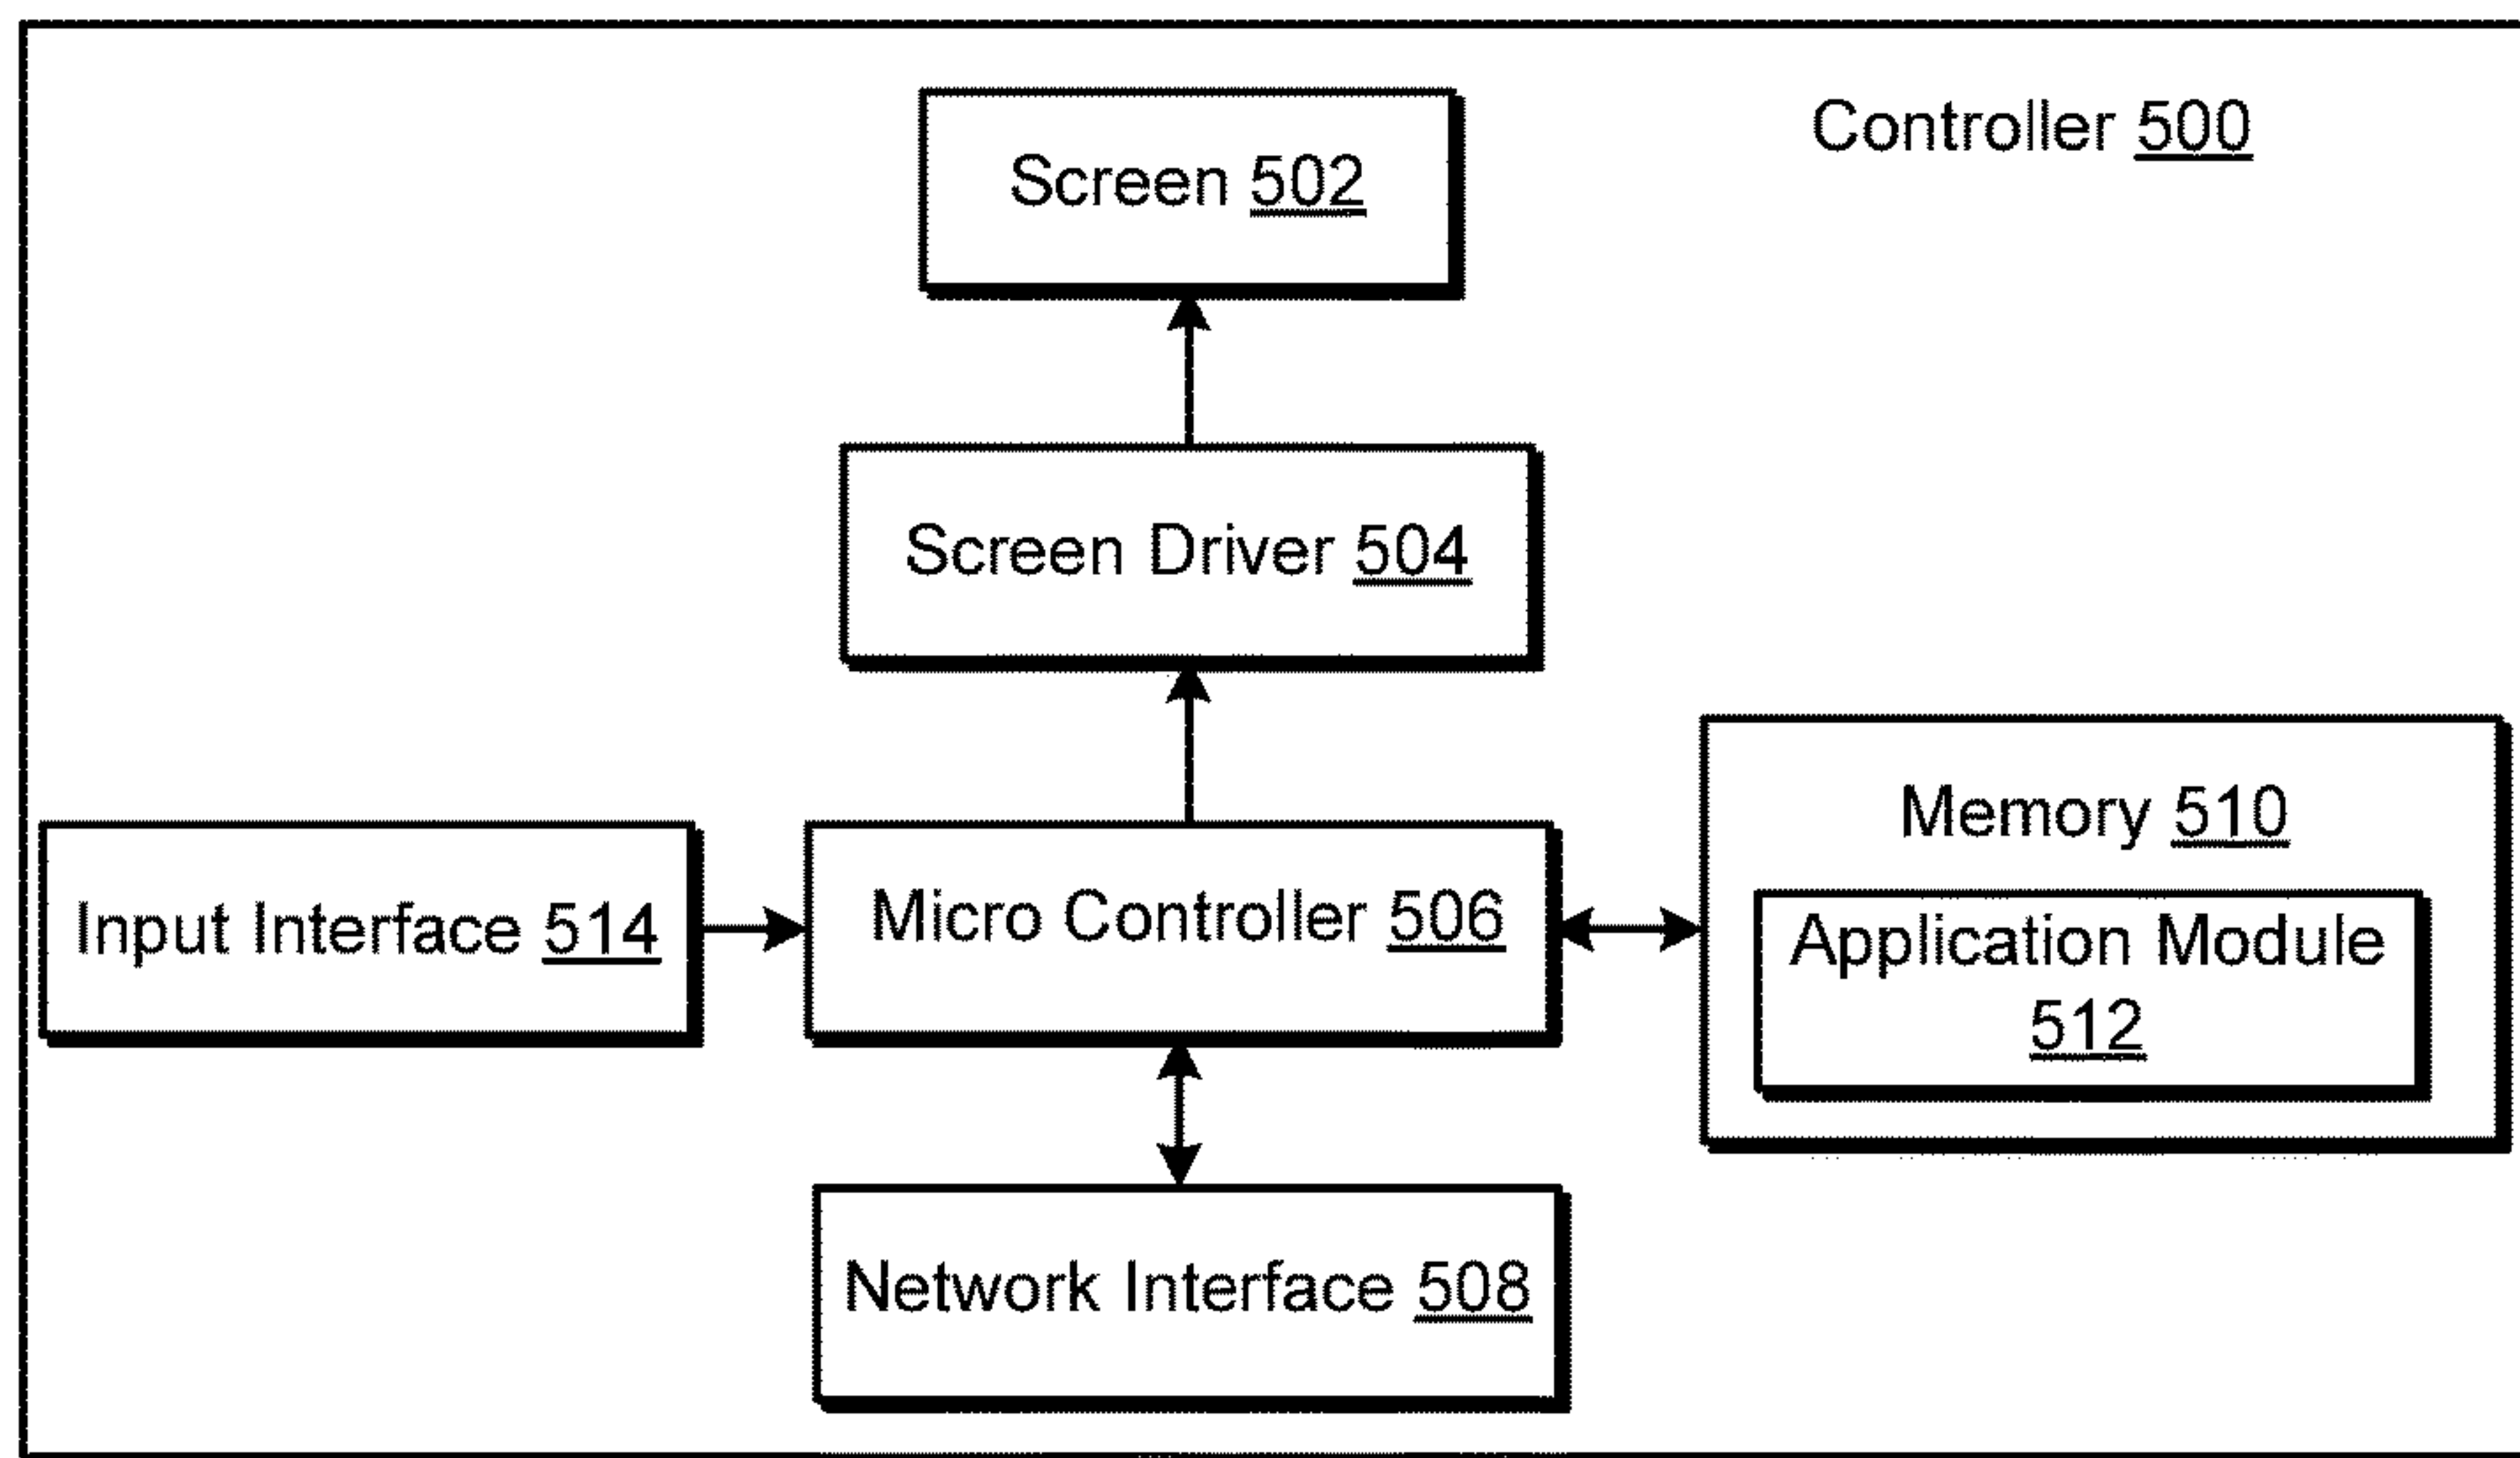 Controller 500
Screen 502
Screen Driver 504
Input Interface 514
Micro Controller 506
Memory 510
Application Module
512
Network Interface 508